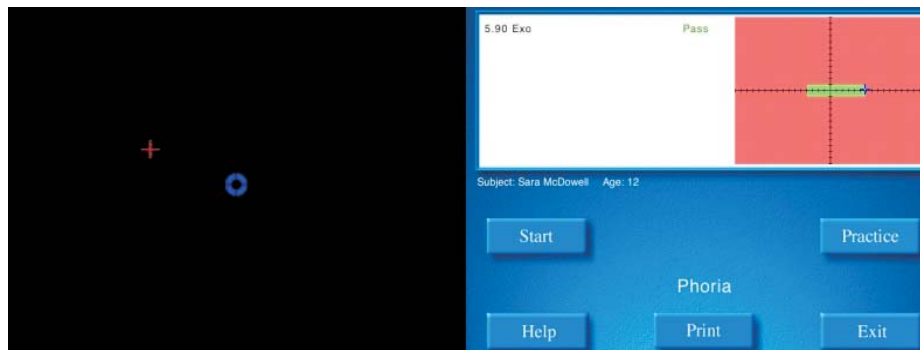 5.90 Exo Pass
Subject: Sara McDowell Age: 12
Start Practice
Phoria
Help Print Exit